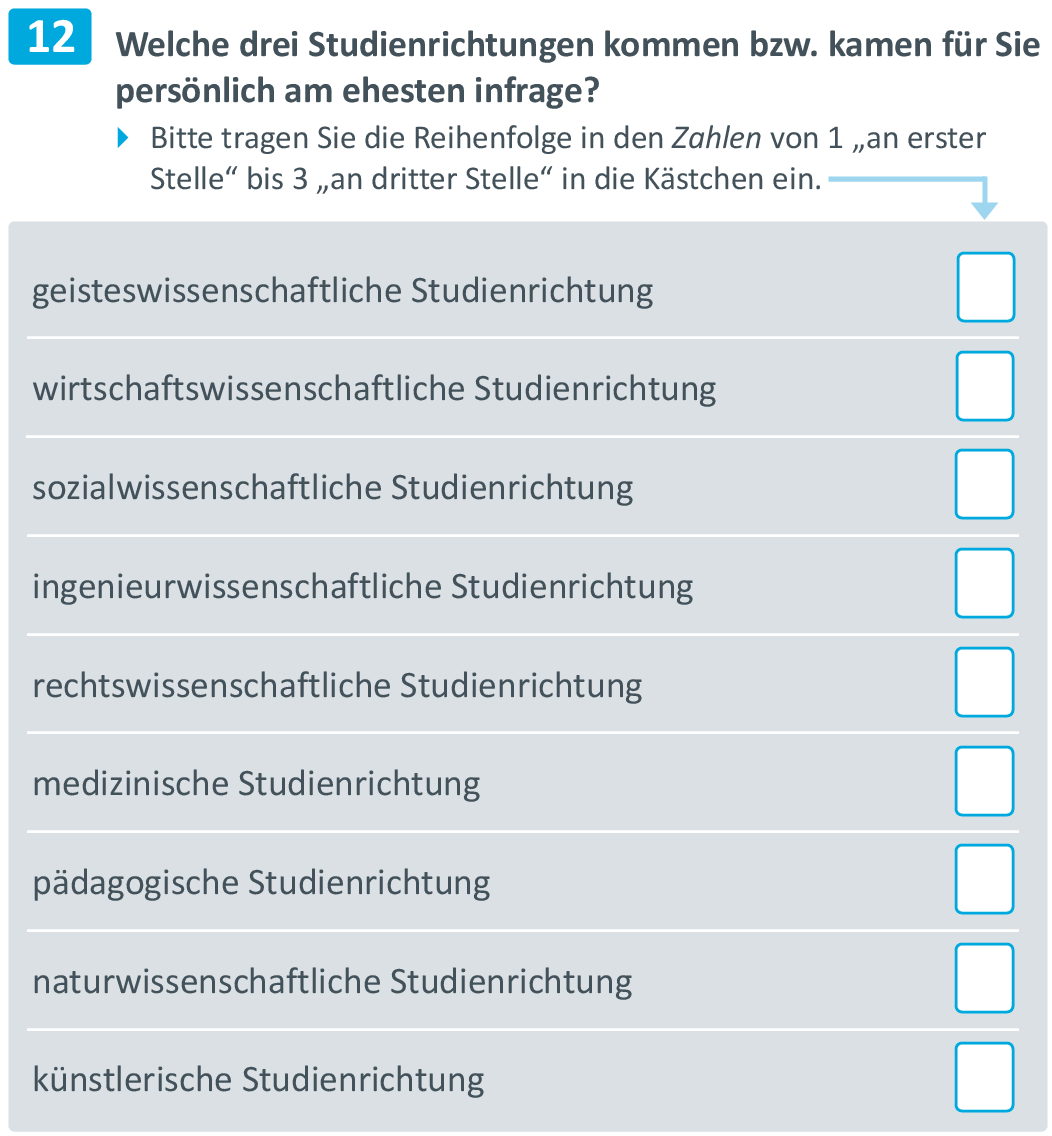 12
Welche drei Studienrichtungen kommen bzw. kamen für Sie
persönlich am ehesten infrage?
Bitte tragen Sie die Reihenfolge in den Zahlen von 1 „an erster
Stelle“ bis 3 „an dritter Stelle“ in die Kästchen ein.
geisteswissenschaftliche Studienrichtung
wirtschaftswissenschaftliche Studienrichtung
sozialwissenschaftliche Studienrichtung
ingenieurwissenschaftliche Studienrichtung
rechtswissenschaftliche Studienrichtung
medizinische Studienrichtung
pädagogische Studienrichtung
naturwissenschaftliche Studienrichtung
künstlerische Studienrichtung